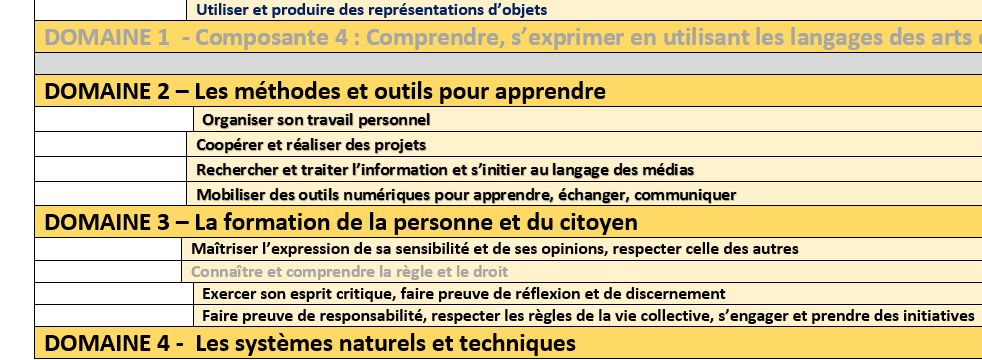 Utiliser et produire des représentations d’objets
DOMAINE 1 - Composante 4 : Comprendre, s’exprimer en utilisant les langages des arts
DOMAINE 2 – Les méthodes et outils pour apprendre
Organiser son travail personnel
Coopérer et réaliser des projets
Rechercher et traiter l’information et s’initier au langage des médias
Mobiliser des outils numériques pour apprendre, échanger, communiquer
DOMAINE 3 – La formation de la personne et du citoyen
Maîtriser l’expression de sa sensibilité et de ses opinions, respecter celle des autres
Connaître et comprendre la règle et le droit
Exercer son esprit critique, faire preuve de réflexion et de discernement
Faire preuve de responsabilité, respecter les règles de la vie collective, s’engager et prendre des initiatives
DOMAINE 4 - Les systèmes naturels et techniques